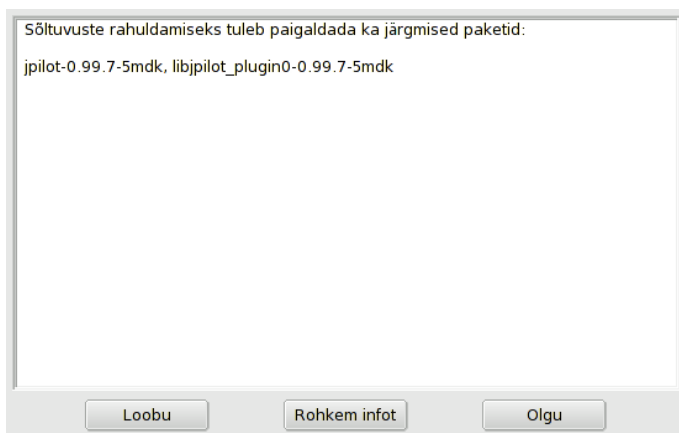 Sõltuvuste rahuldamiseks tuleb paigaldada ka järgmised paketid:
jpilot-0.99.7-5mdk, libjpilot_plugin0-0.99.7-5mdk
Loobu
Rohkem infot
Olgu